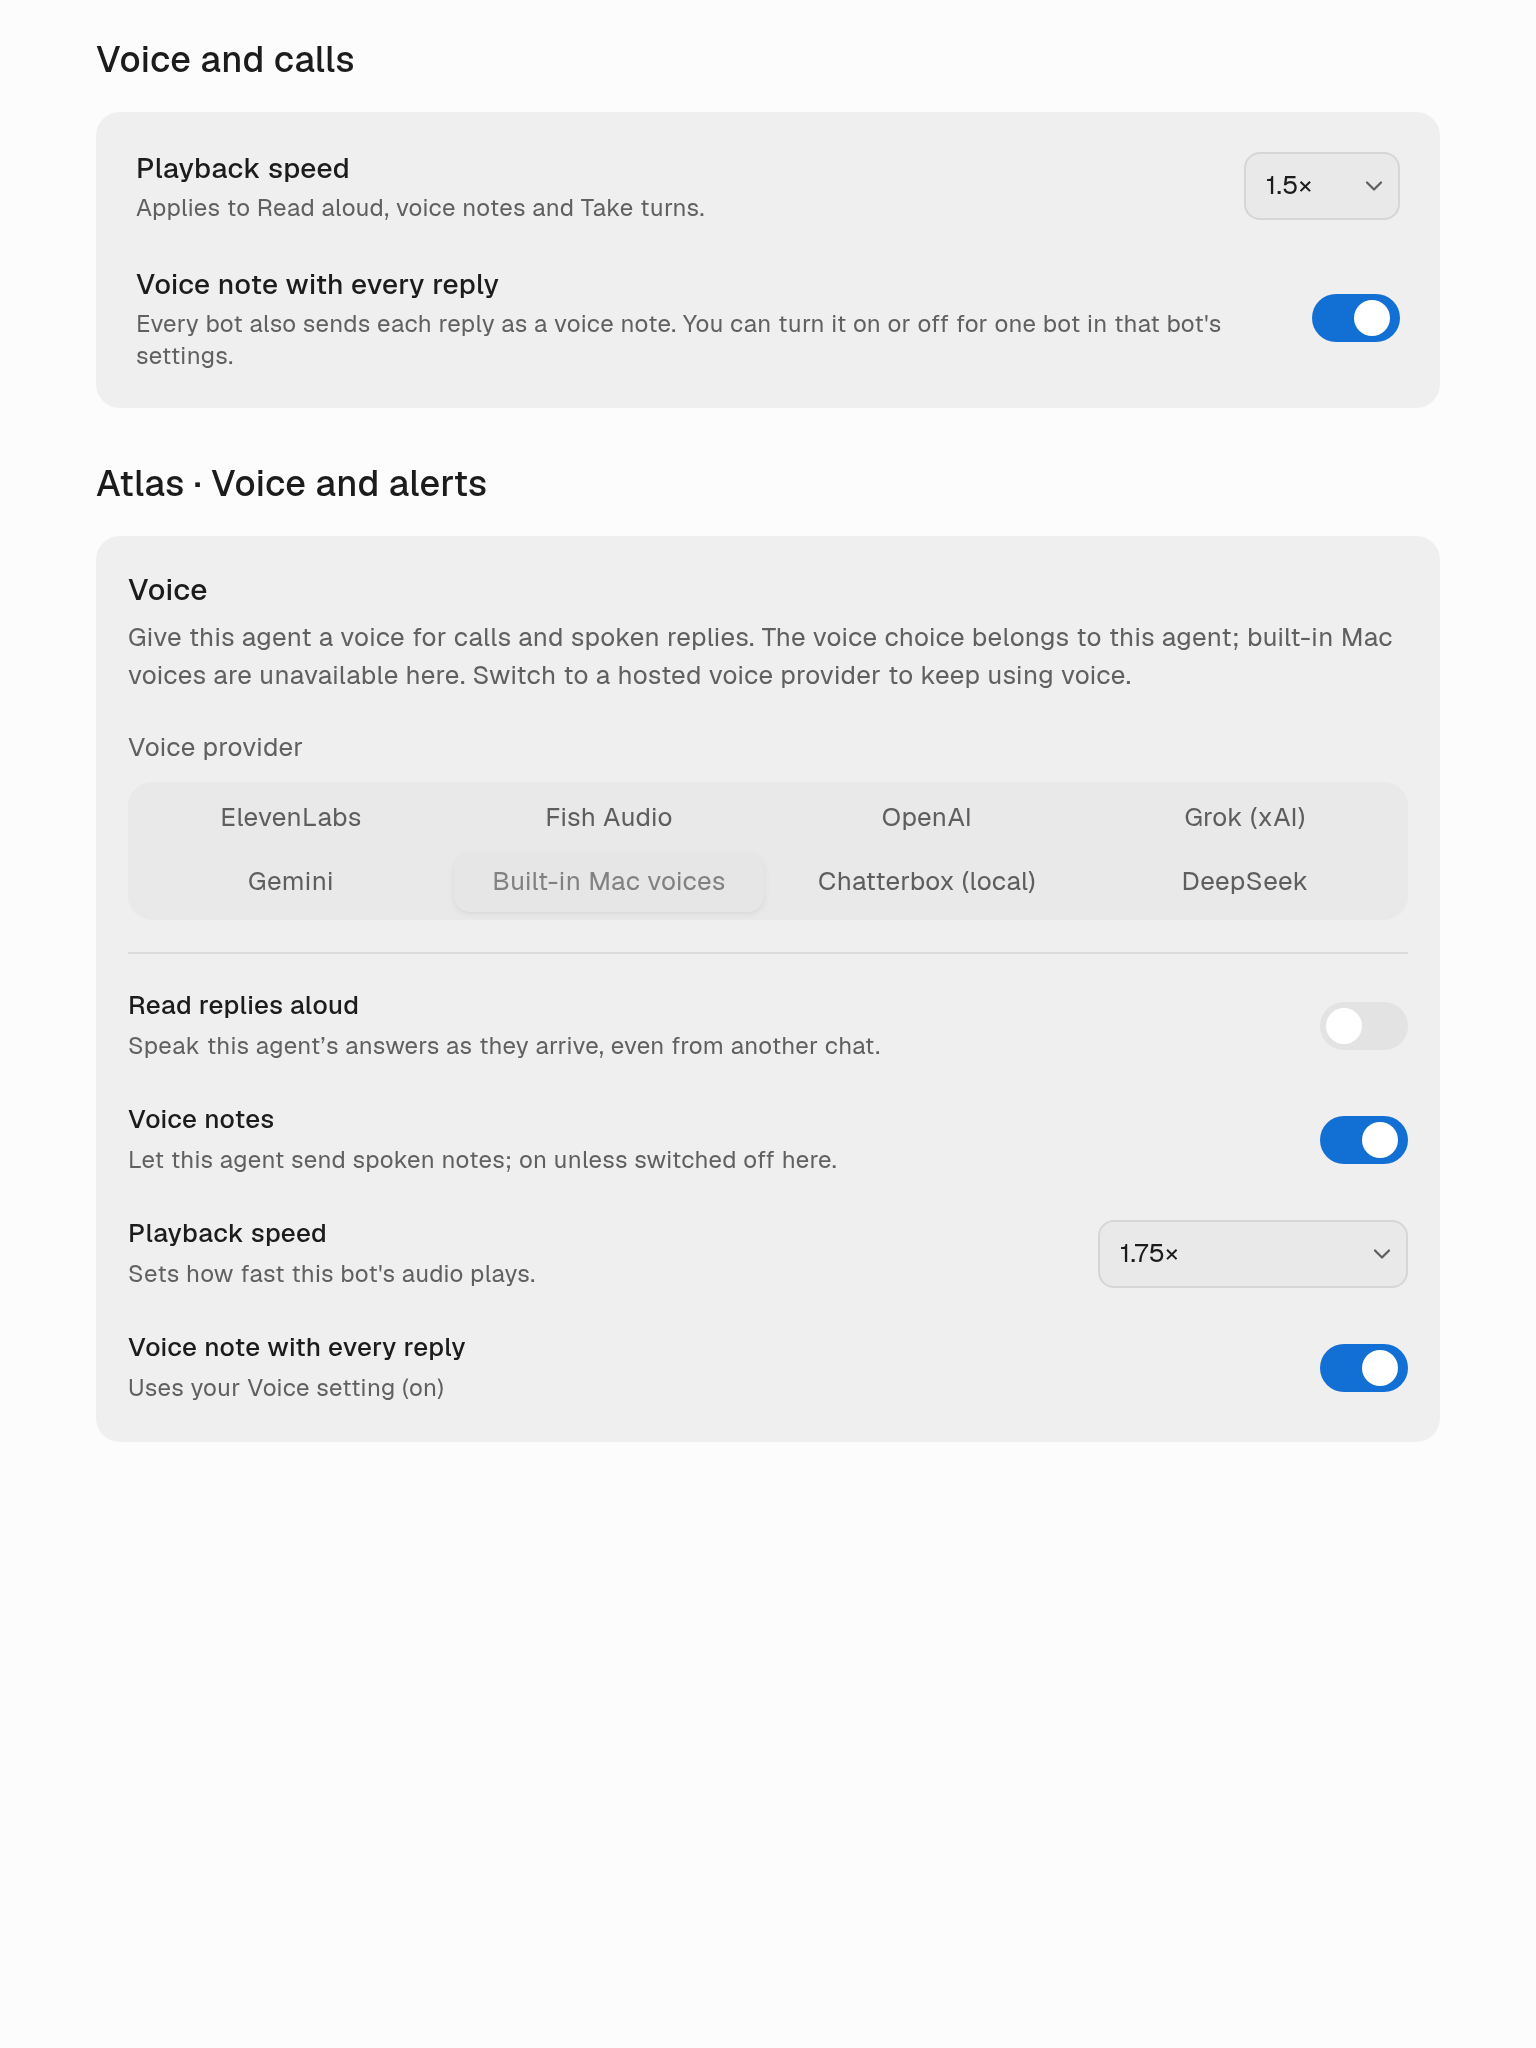 Voice and calls
Playback speed
1.5×
Applies to Read aloud, voice notes and Take turns.
Voice note with every reply
Every bot also sends each reply as a voice note. You can turn it on or off for one bot in that bot's
settings.
Atlas · Voice and alerts
Voice
Give this agent a voice for calls and spoken replies. The voice choice belongs to this agent; built-in Mac
voices are unavailable here. Switch to a hosted voice provider to keep using voice.
Voice provider
ElevenLabs Fish Audio OpenAI Grok (xAI)
Gemini Built-in Mac voices Chatterbox (local) DeepSeek
Read replies aloud
Speak this agent’s answers as they arrive, even from another chat.
Voice notes
Let this agent send spoken notes; on unless switched off here.
Playback speed
1.75×
Sets how fast this bot's audio plays.
Voice note with every reply
Uses your Voice setting (on)